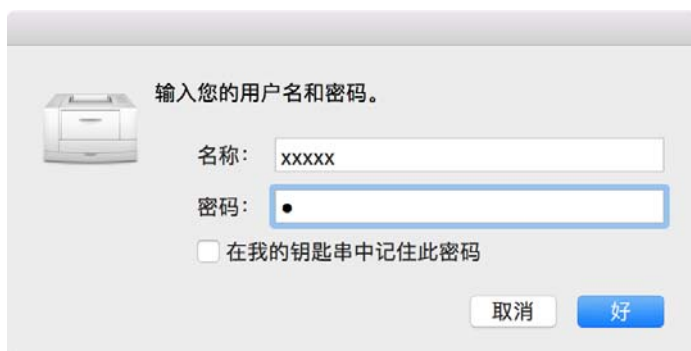 输入您的用户名和密码。
名称： xxxxx
密码： •
在我的钥匙串中记住此密码
取消 好